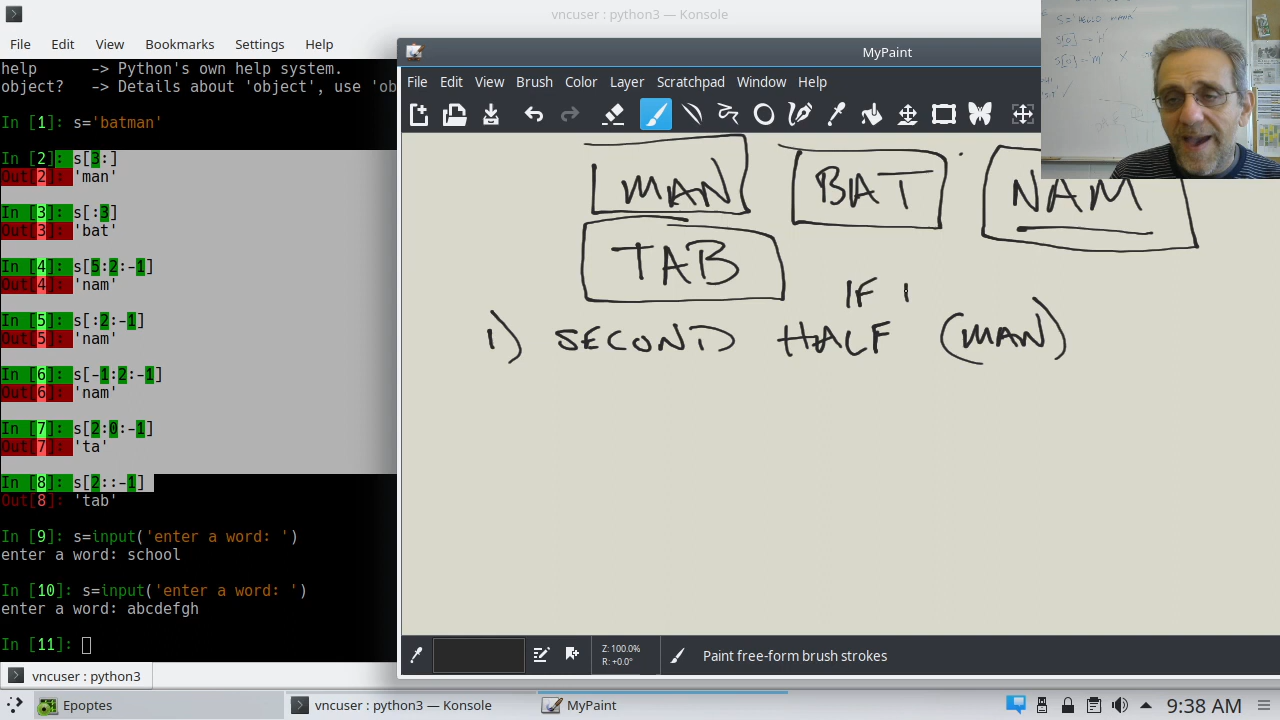 vncuser : python3 — Konsole
File Edit View Bookmarks Settings Help
help -> Python's own help system.
object? -> Details about 'object', use 'ob
In [1]: s='batman'
In [2]: s[3:]
Out[2]: 'man'
In [3]: s[:3]
Out[3]: 'bat'
In [4]: s[5:2:-1]
Out[4]: 'nam'
In [5]: s[:2:-1]
Out[5]: 'nam'
In [6]: s[-1:2:-1]
Out[6]: 'nam'
In [7]: s[2:0:-1]
Out[7]: 'ta'
In [8]: s[2::-1]
Out[8]: 'tab'
In [9]: s=input('enter a word: ')
enter a word: school
In [10]: s=input('enter a word: ')
enter a word: abcdefgh
In [11]:
vncuser : python3
MyPaint
File Edit View Brush Color Layer Scratchpad Window Help
MAN BAT NAM
TAB
IF I
1) SECOND HALF (MAN)
Z: 100.0%
R: +0.0°
Paint free-form brush strokes
Epoptes
vncuser : python3 — Konsole
MyPaint
9:38 AM